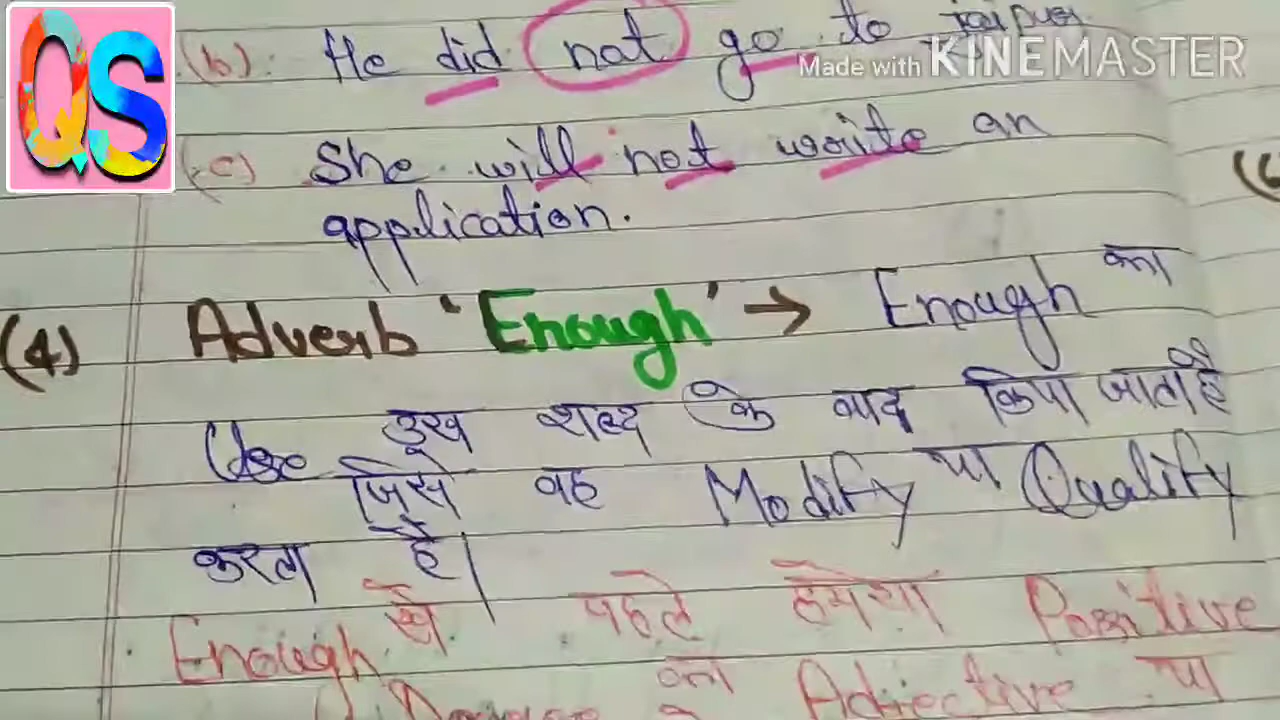 QS
(b) He did not go to Jaipur
Made with KINEMASTER
(c) She will not write an
application.
(4) Adverb 'Enough' → Enough का
Use उस शब्द के बाद किया जाता है
जिसे वह Modify या Qualify
करता है।
Enough से पहले हमेशा Positive
का Adjective या